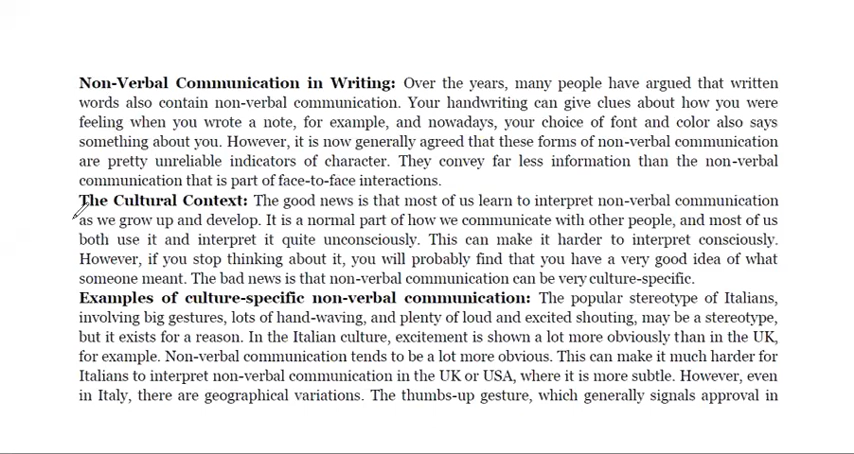 Non-Verbal Communication in Writing: Over the years, many people have argued that written
words also contain non-verbal communication. Your handwriting can give clues about how you were
feeling when you wrote a note, for example, and nowadays, your choice of font and color also says
something about you. However, it is now generally agreed that these forms of non-verbal communication
are pretty unreliable indicators of character. They convey far less information than the non-verbal
communication that is part of face-to-face interactions.
The Cultural Context: The good news is that most of us learn to interpret non-verbal communication
as we grow up and develop. It is a normal part of how we communicate with other people, and most of us
both use it and interpret it quite unconsciously. This can make it harder to interpret consciously.
However, if you stop thinking about it, you will probably find that you have a very good idea of what
someone meant. The bad news is that non-verbal communication can be very culture-specific.
Examples of culture-specific non-verbal communication: The popular stereotype of Italians,
involving big gestures, lots of hand-waving, and plenty of loud and excited shouting, may be a stereotype,
but it exists for a reason. In the Italian culture, excitement is shown a lot more obviously than in the UK,
for example. Non-verbal communication tends to be a lot more obvious. This can make it much harder for
Italians to interpret non-verbal communication in the UK or USA, where it is more subtle. However, even
in Italy, there are geographical variations. The thumbs-up gesture, which generally signals approval in